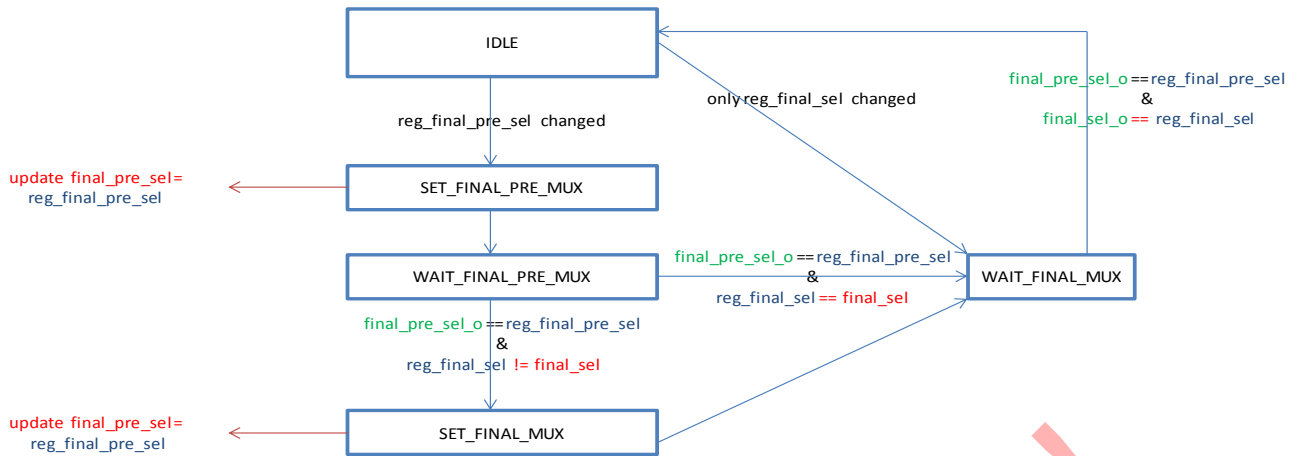 IDLE
final_pre_sel_o ==reg_final_pre_sel
&
final_sel_o == reg_final_sel
only reg_final_sel changed
reg_final_pre_sel changed
update final_pre_sel=
reg_final_pre_sel
SET_FINAL_PRE_MUX
WAIT_FINAL_PRE_MUX
final_pre_sel_o ==reg_final_pre_sel
&
reg_final_sel == final_sel
WAIT_FINAL_MUX
final_pre_sel_o ==reg_final_pre_sel
&
reg_final_sel != final_sel
update final_pre_sel=
reg_final_pre_sel
SET_FINAL_MUX